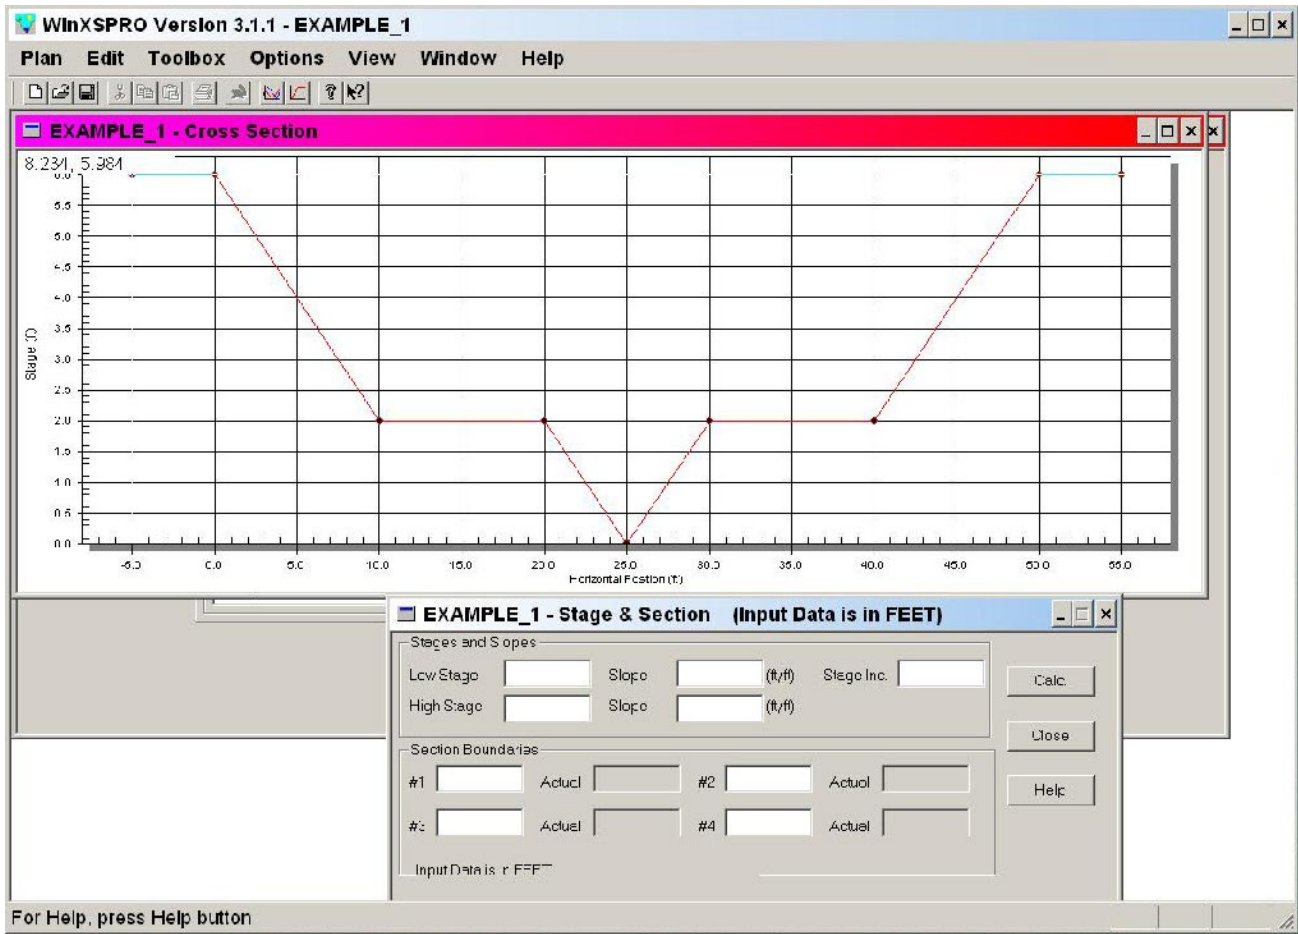 WinXSPRO Version 3.1.1 - EXAMPLE_1
Plan Edit Toolbox Options View Window Help
EXAMPLE_1 - Cross Section
8.234, 5.984
5.5
5.0
4.5
4.0
3.5
3.0
2.5
2.0
1.5
1.0
0.5
0.0
-5.0 0.0 5.0 10.0 15.0 20.0 25.0 30.0 35.0 40.0 45.0 50.0 55.0
Horizontal Position (ft)
EXAMPLE_1 - Stage & Section (Input Data is in FEET)
Stages and Slopes
Low Stage Slope (ft/ft) Stage Inc. Calc.
High Stage Slope (ft/ft)
Close
Section Boundaries
#1 Actual #2 Actual
Help
#3 Actual #4 Actual
Input Data is in FEET
For Help, press Help button